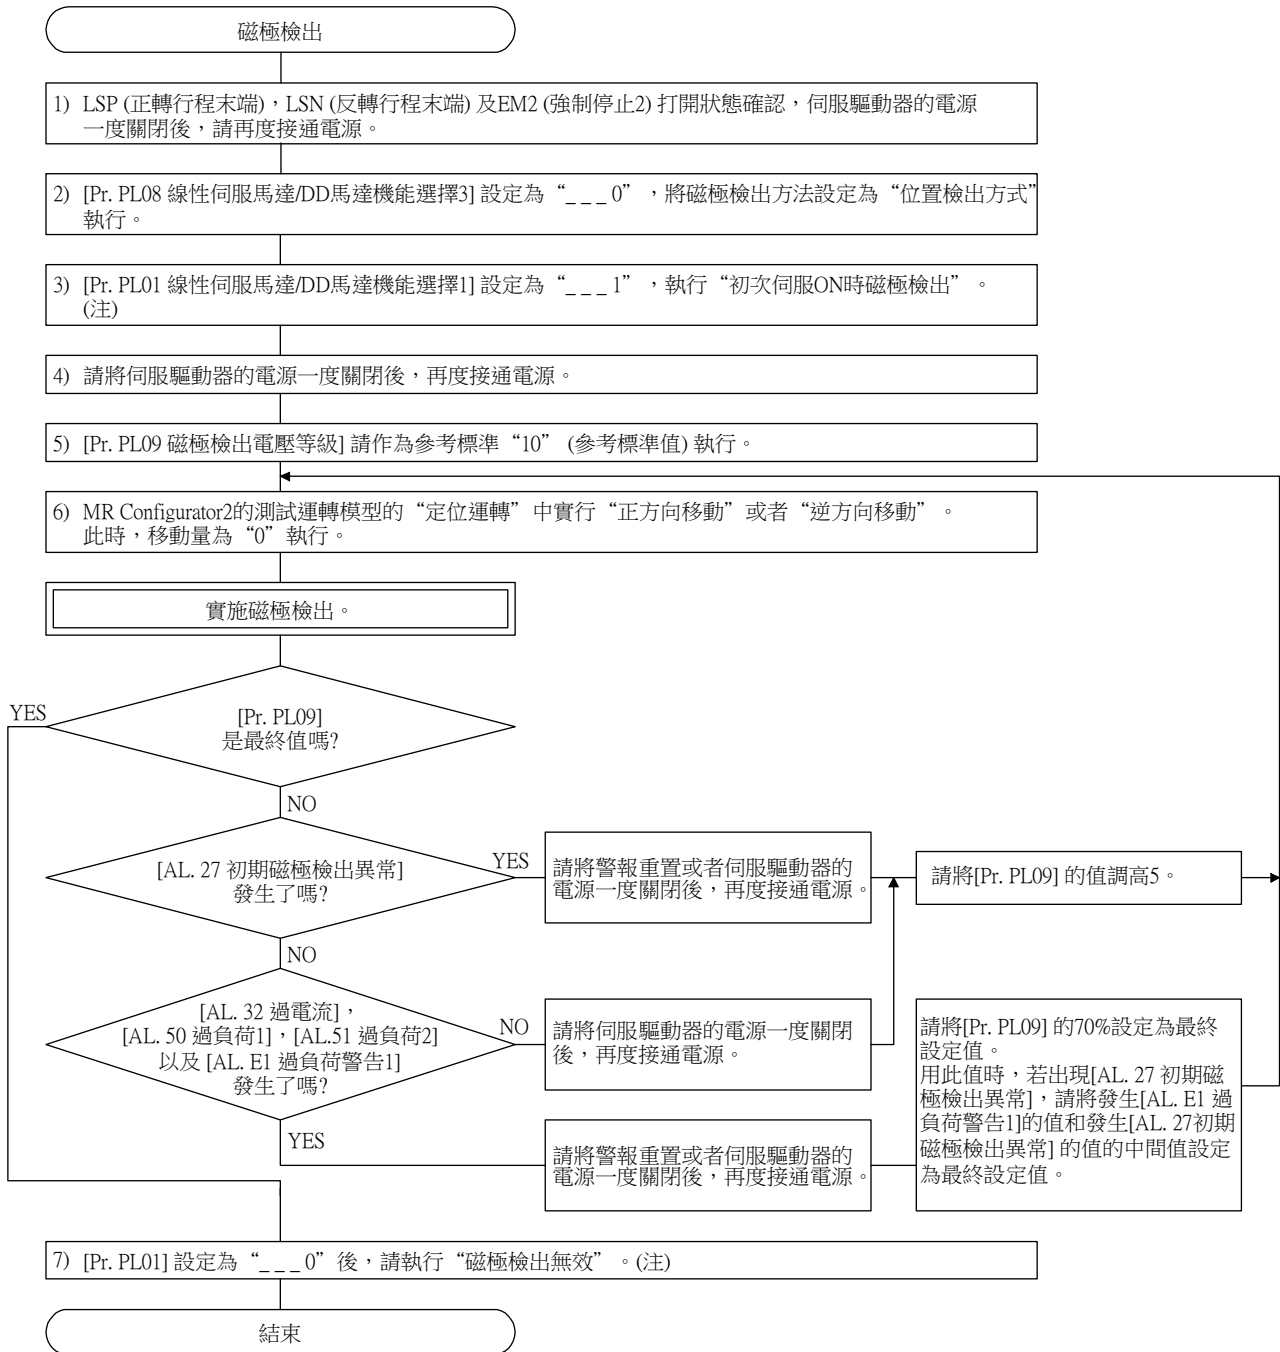 磁極檢出
1) LSP (正轉行程末端)，LSN (反轉行程末端) 及EM2 (強制停止2) 打開狀態確認，伺服驅動器的電源
一度關閉後，請再度接通電源。
2) [Pr. PL08 線性伺服馬達/DD馬達機能選擇3] 設定為“_ _ _ 0”，將磁極檢出方法設定為“位置檢出方式”
執行。
3) [Pr. PL01 線性伺服馬達/DD馬達機能選擇1] 設定為“_ _ _ 1”，執行“初次伺服ON時磁極檢出”。
(注)
4) 請將伺服驅動器的電源一度關閉後，再度接通電源。
5) [Pr. PL09 磁極檢出電壓等級] 請作為參考標準“10” (參考標準值) 執行。
6) MR Configurator2的測試運轉模型的“定位運轉”中實行“正方向移動”或者“逆方向移動”。
此時，移動量為“0”執行。
實施磁極檢出。
YES
[Pr. PL09]
是最終值嗎?
NO
[AL. 27 初期磁極檢出異常]
發生了嗎?
YES
請將警報重置或者伺服驅動器的
電源一度關閉後，再度接通電源。
請將[Pr. PL09] 的值調高5。
NO
[AL. 32 過電流]，
[AL. 50 過負荷1]，[AL.51 過負荷2]
以及 [AL. E1 過負荷警告1]
發生了嗎?
NO
請將伺服驅動器的電源一度關閉
後，再度接通電源。
請將[Pr. PL09] 的70%設定為最終
設定值。
用此值時，若出現[AL. 27 初期磁
極檢出異常]，請將發生[AL. E1 過
負荷警告1]的值和發生[AL. 27初期
磁極檢出異常] 的值的中間值設定
為最終設定值。
YES
請將警報重置或者伺服驅動器的
電源一度關閉後，再度接通電源。
7) [Pr. PL01] 設定為“_ _ _ 0”後，請執行“磁極檢出無效”。(注)
結束